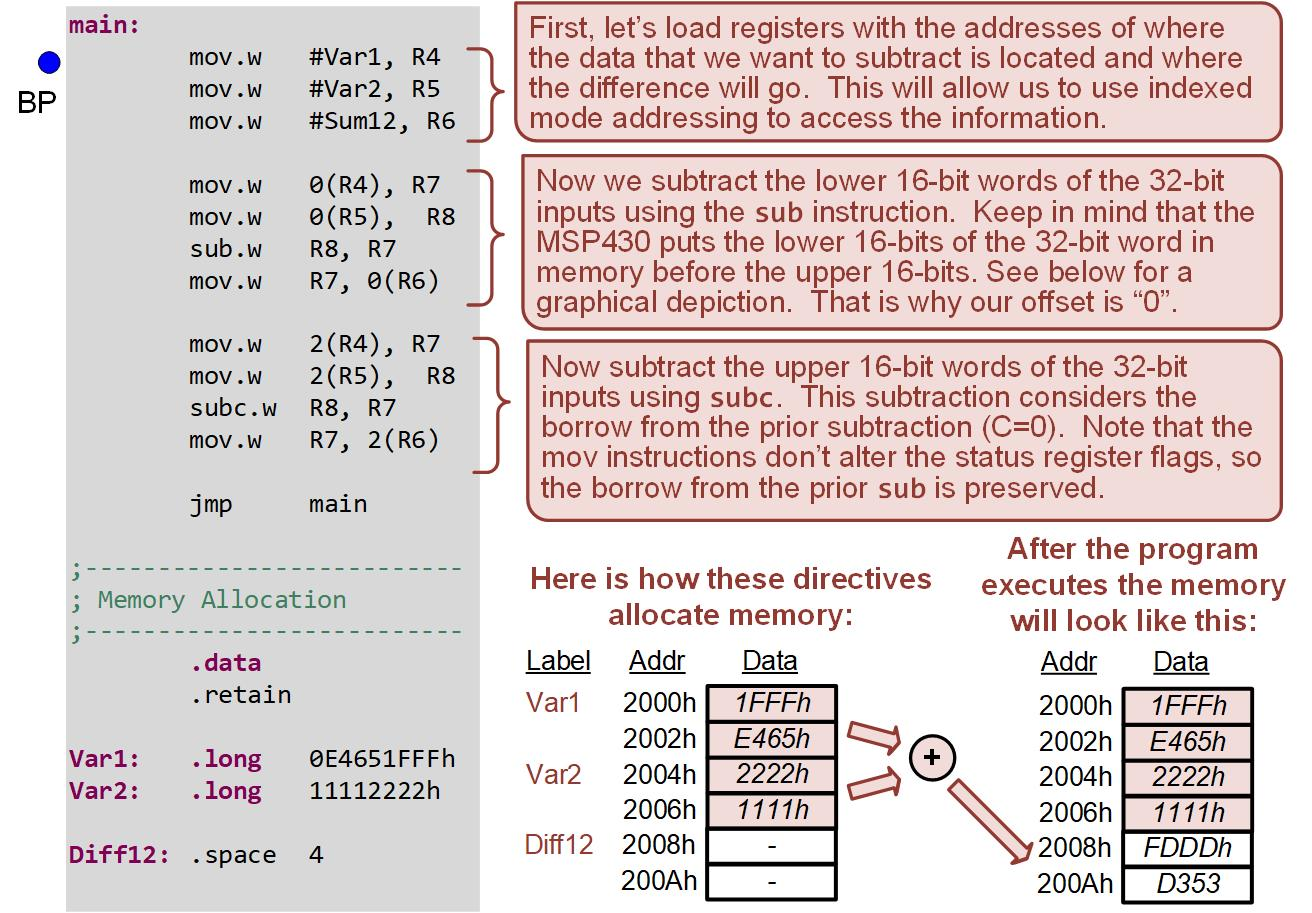 main:
mov.w #Var1, R4
mov.w #Var2, R5
mov.w #Sum12, R6
BP
mov.w 0(R4), R7
mov.w 0(R5), R8
sub.w R8, R7
mov.w R7, 0(R6)
mov.w 2(R4), R7
mov.w 2(R5), R8
subc.w R8, R7
mov.w R7, 2(R6)
jmp main
;--------------------------
; Memory Allocation
;--------------------------
.data
.retain
Var1: .long 0E4651FFFh
Var2: .long 11112222h
Diff12: .space 4
First, let's load registers with the addresses of where
the data that we want to subtract is located and where
the difference will go. This will allow us to use indexed
mode addressing to access the information.
Now we subtract the lower 16-bit words of the 32-bit
inputs using the sub instruction. Keep in mind that the
MSP430 puts the lower 16-bits of the 32-bit word in
memory before the upper 16-bits. See below for a
graphical depiction. That is why our offset is “0”.
Now subtract the upper 16-bit words of the 32-bit
inputs using subc. This subtraction considers the
borrow from the prior subtraction (C=0). Note that the
mov instructions don't alter the status register flags, so
the borrow from the prior sub is preserved.
Here is how these directives
allocate memory:
Label Addr Data
Var1 2000h 1FFFh
2002h E465h
Var2 2004h 2222h
2006h 1111h
Diff12 2008h -
200Ah -
+
After the program
executes the memory
will look like this:
Addr Data
2000h 1FFFh
2002h E465h
2004h 2222h
2006h 1111h
2008h FDDDh
200Ah D353